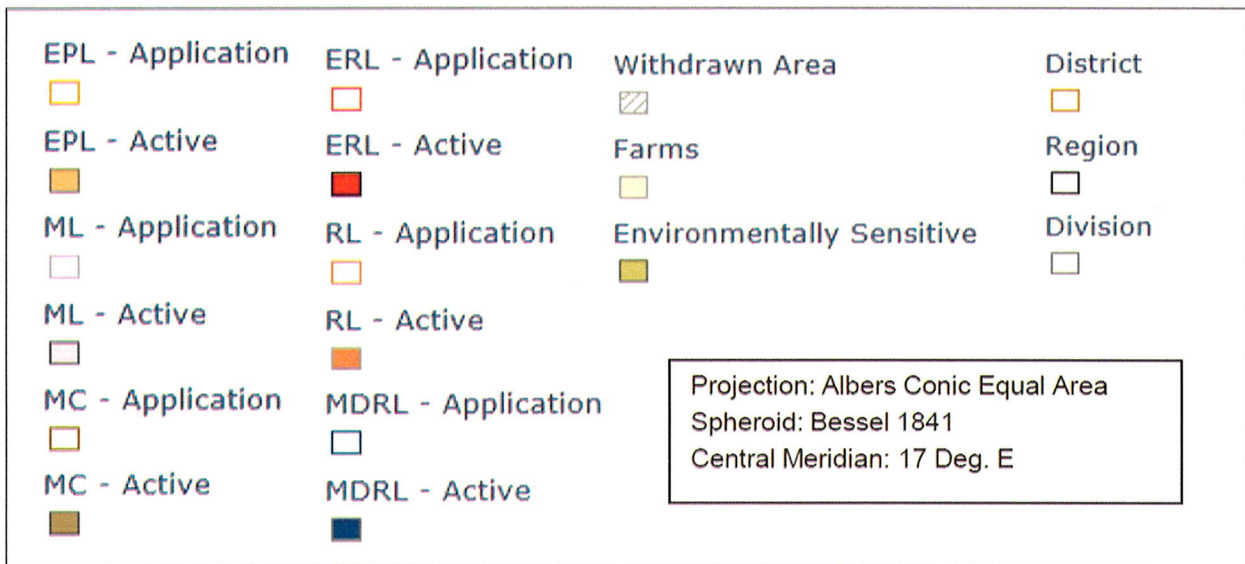 EPL - Application
EPL - Active
ML - Application
ML - Active
MC - Application
MC - Active
ERL - Application
ERL - Active
RL - Application
RL - Active
MDRL - Application
MDRL - Active
Withdrawn Area
Farms
Environmentally Sensitive
District
Region
Division
Projection: Albers Conic Equal Area
Spheroid: Bessel 1841
Central Meridian: 17 Deg. E